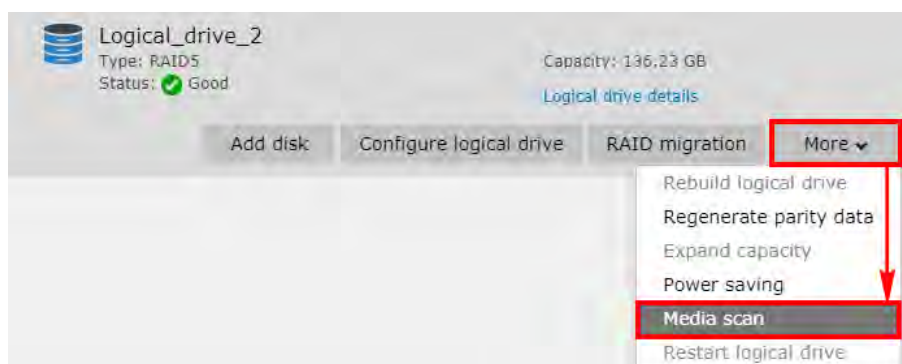 Logical_drive_2
Type: RAID5
Capacity: 136.23 GB
Status: Good
Logical drive details
Add disk
Configure logical drive
RAID migration
More
Rebuild logical drive
Regenerate parity data
Expand capacity
Power saving
Media scan
Restart logical drive